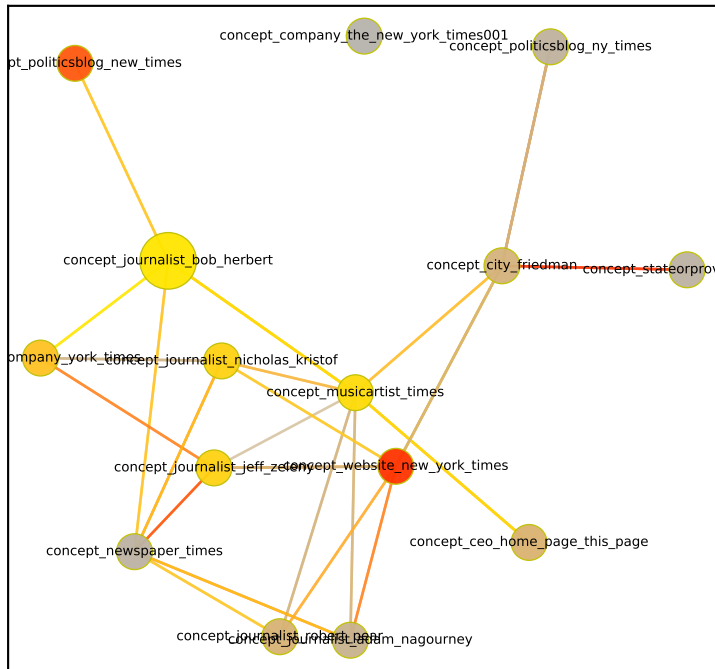 concept_company_the_new_york_times001
concept_politicsblog_ny_times
pt_politicsblog_new_times
concept_journalist_bob_herbert
concept_city_friedman
concept_stateorprov
ompany_york_times
concept_journalist_nicholas_kristof
concept_musicartist_times
concept_journalist_jeff_zeleny
concept_website_new_york_times
concept_ceo_home_page_this_page
concept_newspaper_times
concept_journalist_robert_pear
concept_journalist_adam_nagourney